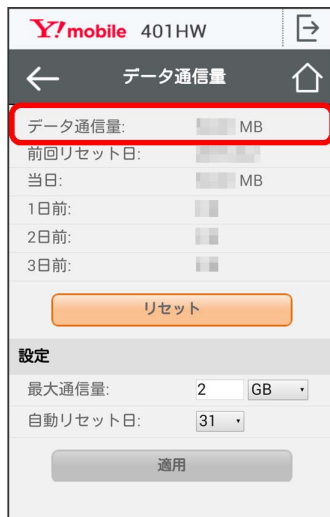 Y!mobile 401HW
データ通信量
データ通信量: MB
前回リセット日:
当日: MB
1日前:
2日前:
3日前:
リセット
設定
最大通信量: 2 GB
自動リセット日: 31
適用